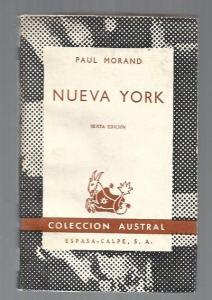 PAUL MORAND
NUEVA YORK
SEXTA EDICIÓN
COLECCION AUSTRAL
ESPASA-CALPE, S. A.